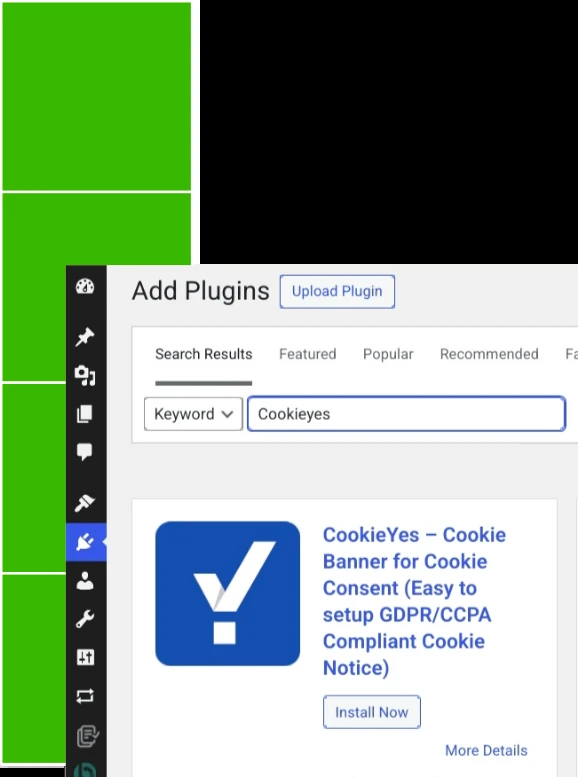 Add Plugins Upload Plugin
Search Results Featured Popular Recommended Fa
Keyword Cookieyes
CookieYes – Cookie
Banner for Cookie
Consent (Easy to
setup GDPR/CCPA
Compliant Cookie
Notice)
Install Now
More Details